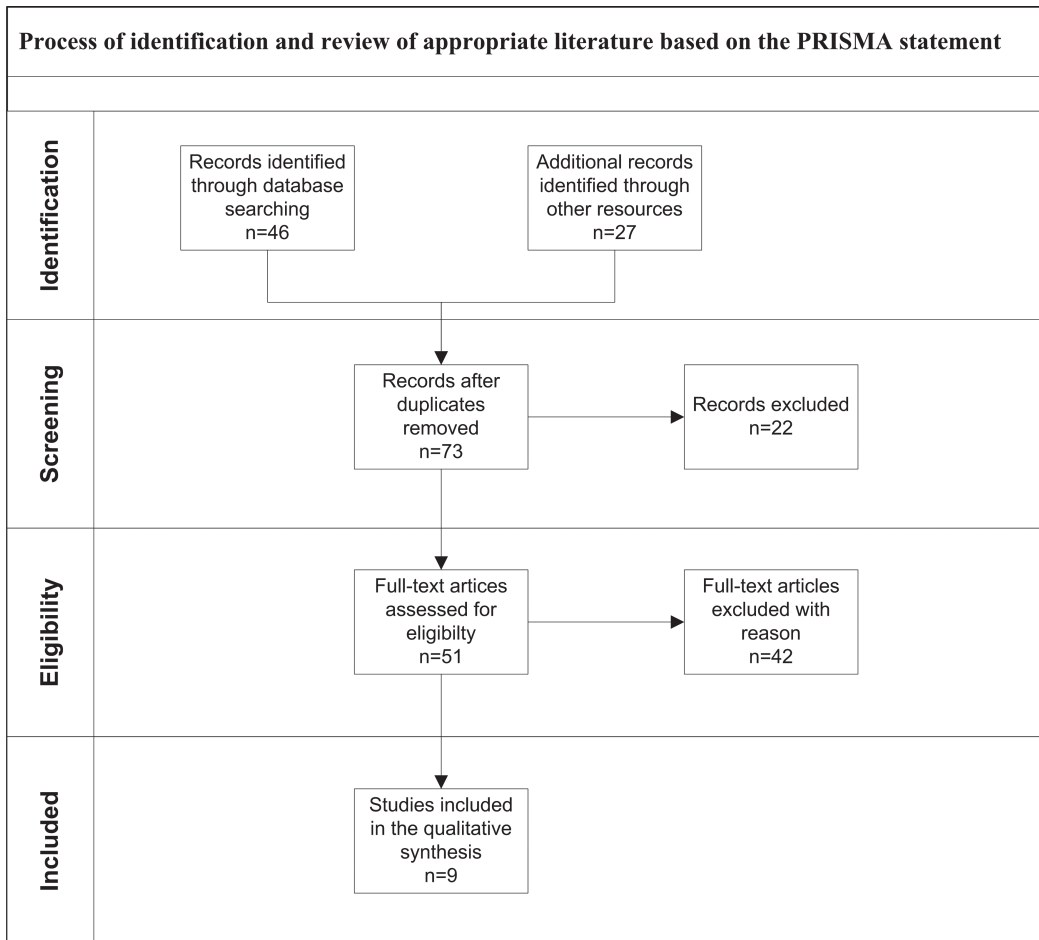 Process of identification and review of appropriate literature based on the PRISMA statement
Identification
Records identified
through database
searching
n=46
Additional records
identified through
other resources
n=27
Screening
Records after
duplicates
removed
n=73
Records excluded
n=22
Eligibility
Full-text artices
assessed for
eligibilty
n=51
Full-text articles
excluded with
reason
n=42
Included
Studies included
in the qualitative
synthesis
n=9